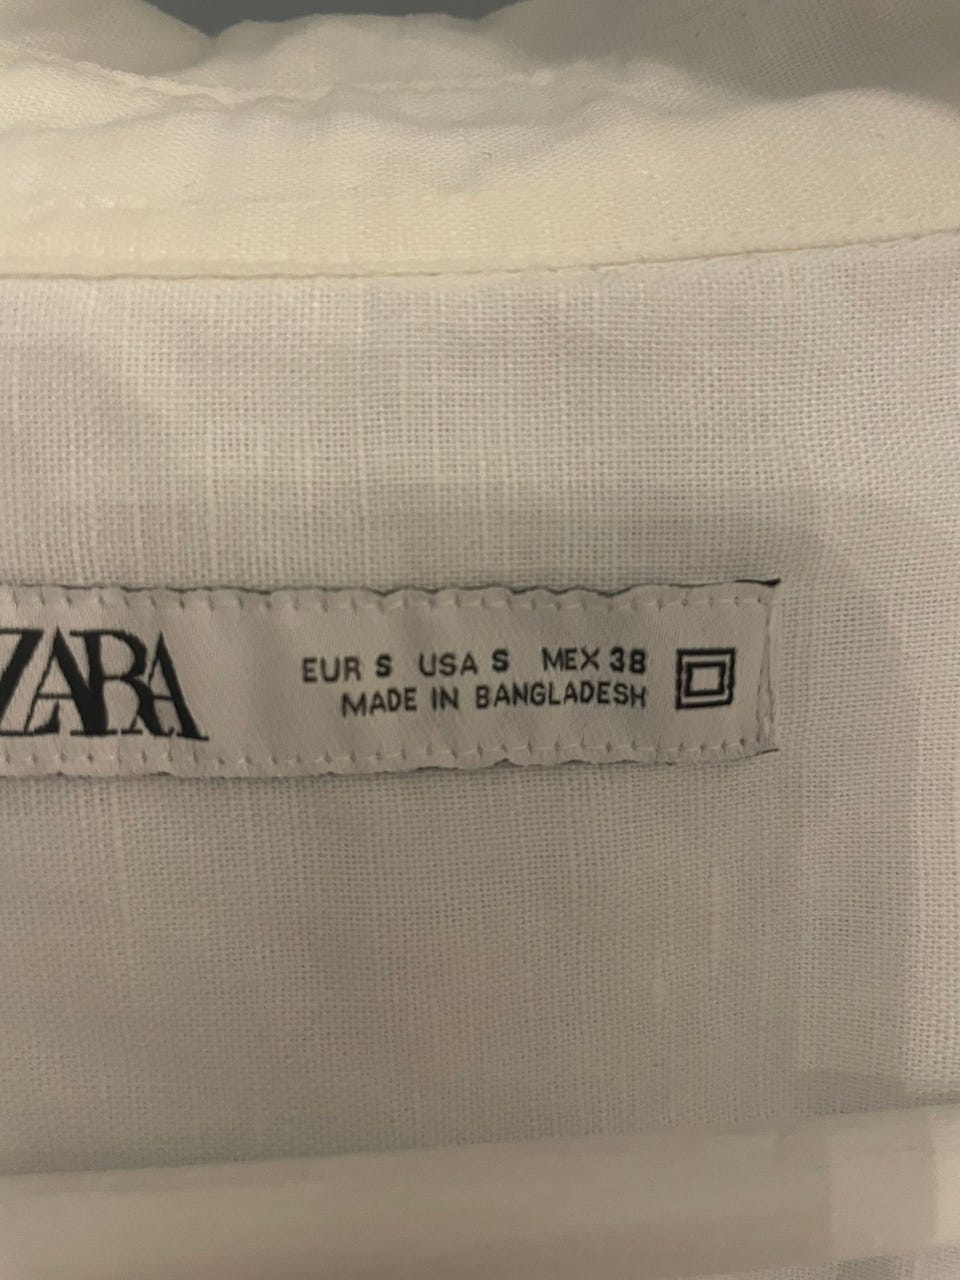 ZARA
EUR S USA S MEX 38
MADE IN BANGLADESH